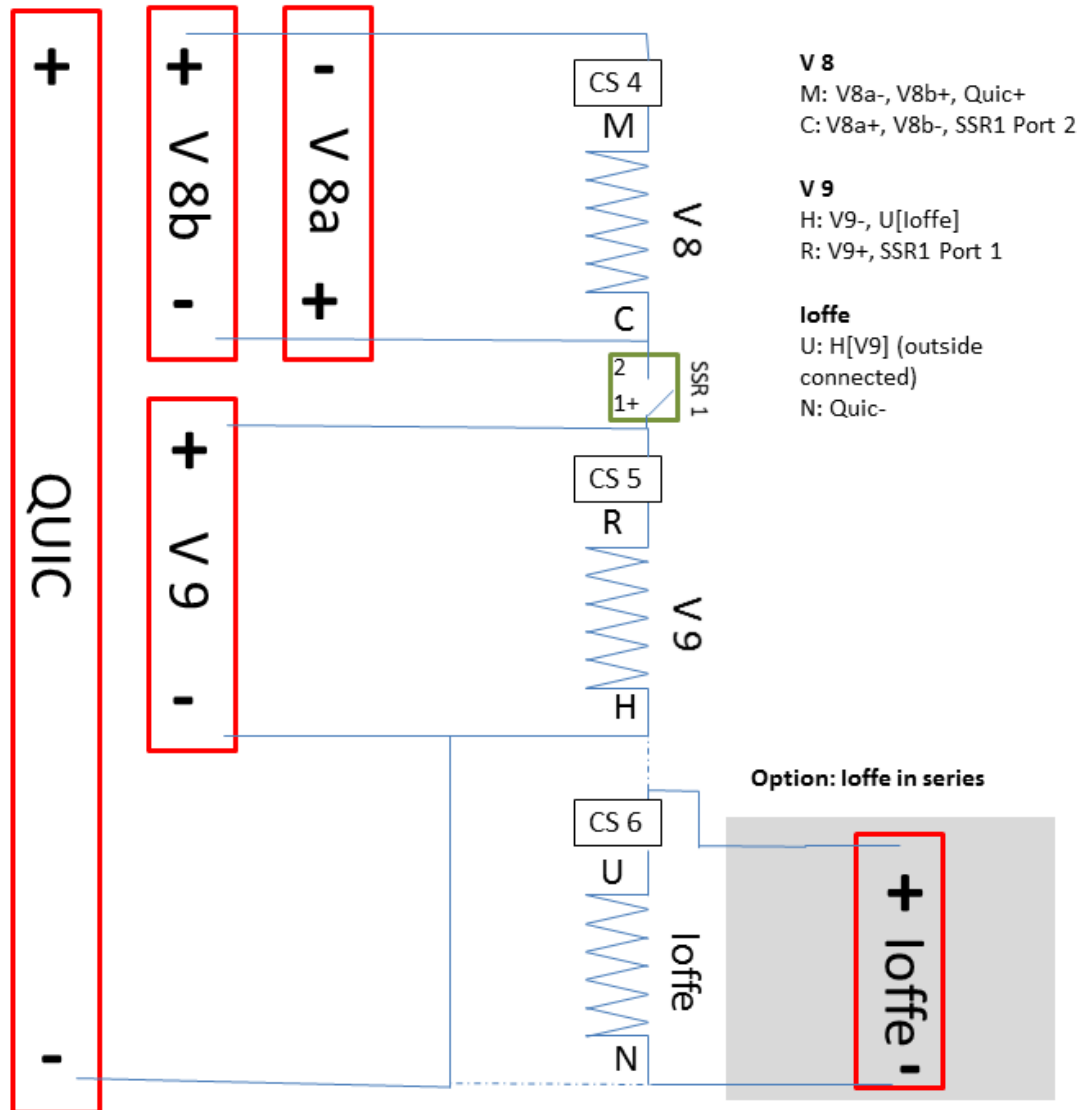 +
QUIC
-
+
V 8b
-
-
V 8a
+
+
V 9
-
CS 4
M
V 8
C
2
1+
SSR 1
CS 5
R
V 9
H
CS 6
U
Ioffe
N
V 8
M: V8a-, V8b+, Quic+
C: V8a+, V8b-, SSR1 Port 2
V 9
H: V9-, U[Ioffe]
R: V9+, SSR1 Port 1
Ioffe
U: H[V9] (outside
connected)
N: Quic-
Option: Ioffe in series
+
Ioffe
-